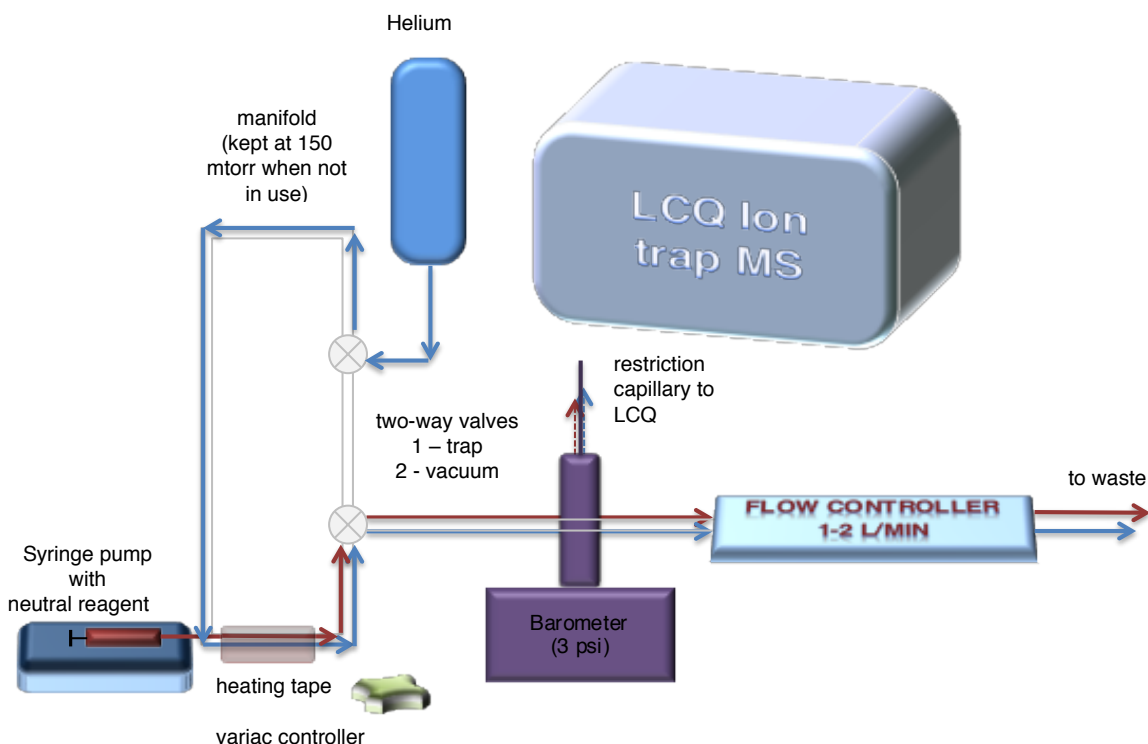 Helium
manifold
(kept at 150
mtorr when not
in use)
LCQ Ion
trap MS
restriction
capillary to
LCQ
two-way valves
1 – trap
2 - vacuum
to waste
FLOW CONTROLLER
1-2 L/MIN
Syringe pump
with
neutral reagent
Barometer
(3 psi)
heating tape
variac controller